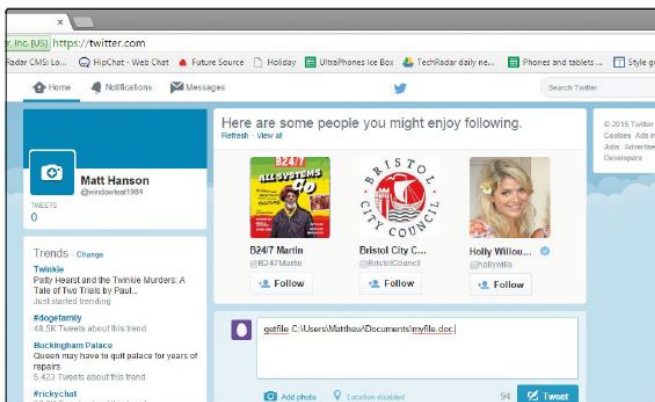 r, Inc. [US] https://twitter.com
Radar CMS: Lo... HipChat - Web Chat Future Source Holiday UltraPhones Ice Box TechRadar daily ne... Phones and tablets ... Style g
Home Notifications Messages Search Twitter
Matt Hanson
@windowtest1984
TWEETS
0
Trends · Change
Twinkie
Patty Hearst and the Twinkie Murders: A
Tale of Two Trials by Paul...
Just started trending
#dogefamily
48.5K Tweets about this trend
Buckingham Palace
Queen may have to quit palace for years of
repairs
5,423 Tweets about this trend
#rickychat
Here are some people you might enjoy following.
Refresh · View all
B24/7
ALL SYSTEMS
GO
BRISTOL
CITY COUNCIL
B24/7 Martin
@B247Martin
Follow
Bristol City C...
@BristolCouncil
Follow
Holly Willou...
@hollywills
Follow
getfile C:\Users\Matthew\Documents\myfile.doc
Add photo Location disabled 94 Tweet
© 2015 Twitter
Cookies Ads in
Jobs Advertise
Developers